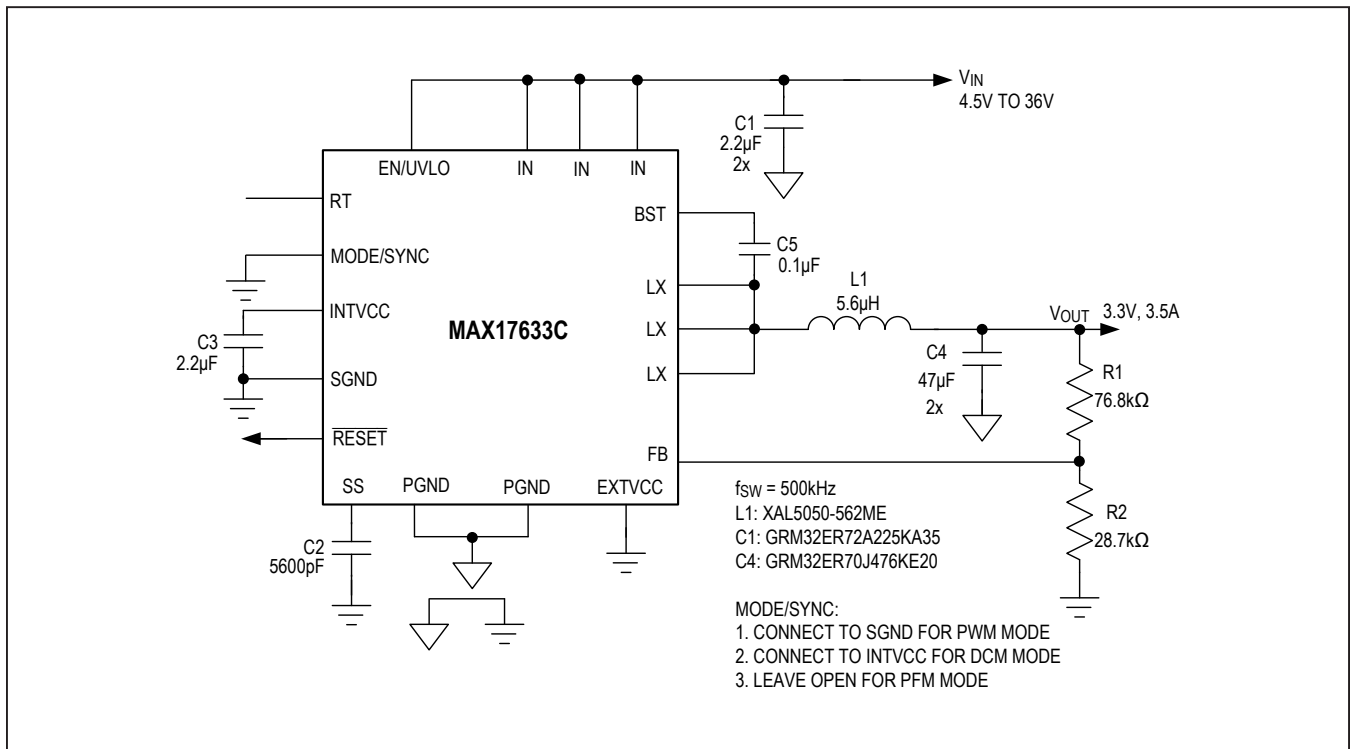 VIN
4.5V TO 36V
C1
2.2µF
2x
EN/UVLO
IN
IN
IN
RT
BST
MODE/SYNC
C5
0.1µF
LX
L1
5.6µH
INTVCC
MAX17633C
LX
VOUT
3.3V, 3.5A
C3
2.2µF
C4
47µF
2x
R1
76.8kΩ
SGND
LX
RESET
FB
SS
PGND
PGND
EXTVCC
C2
5600pF
R2
28.7kΩ
fSW = 500kHz
L1: XAL5050-562ME
C1: GRM32ER72A225KA35
C4: GRM32ER70J476KE20
MODE/SYNC:
1. CONNECT TO SGND FOR PWM MODE
2. CONNECT TO INTVCC FOR DCM MODE
3. LEAVE OPEN FOR PFM MODE